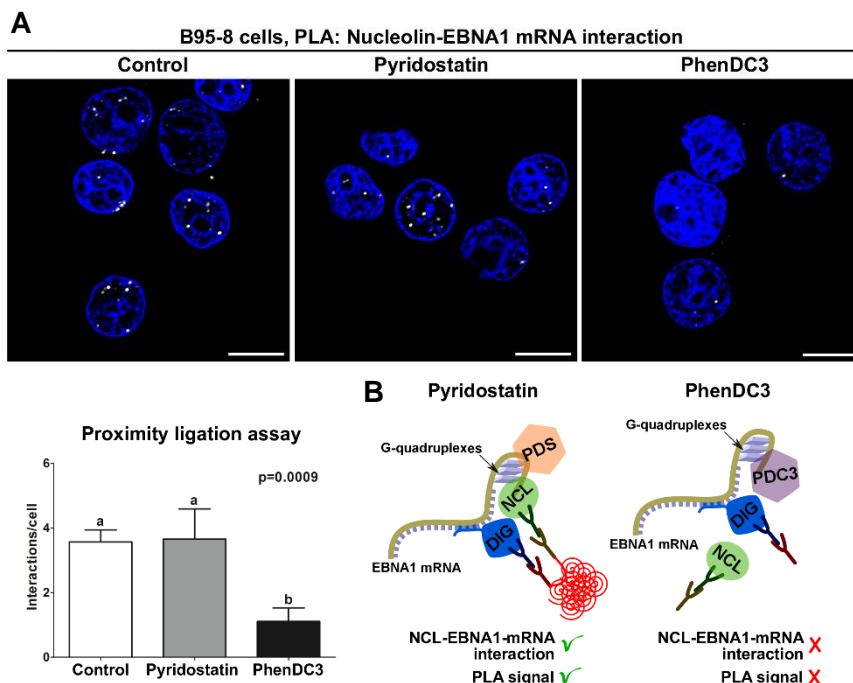 A
B95-8 cells, PLA: Nucleolin-EBNA1 mRNA interaction
Control
Pyridostatin
PhenDC3
Proximity ligation assay
Interactions/cell
6
4
2
0
a
a
b
p=0.0009
Control
Pyridostatin
PhenDC3
B
Pyridostatin
G-quadruplexes
PDS
NCL
DIG
EBNA1 mRNA
NCL-EBNA1-mRNA
interaction
PLA signal
PhenDC3
G-quadruplexes
PDC3
DIG
EBNA1 mRNA
NCL
NCL-EBNA1-mRNA
interaction
PLA signal